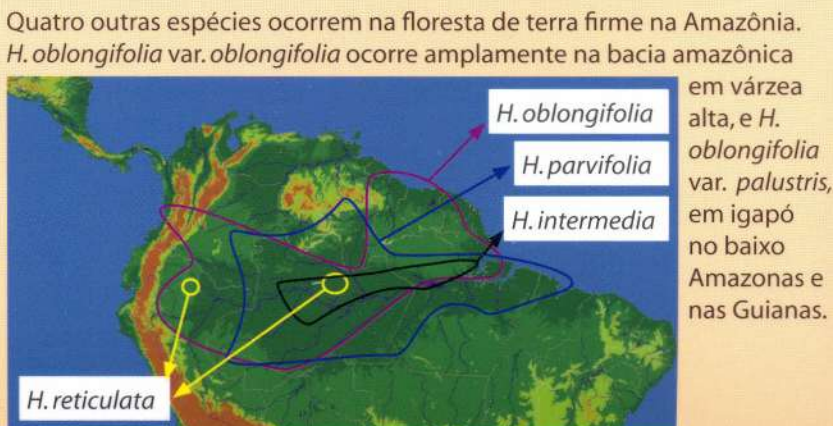 Quatro outras espécies ocorrem na floresta de terra firme na Amazônia.
H. oblongifolia var. oblongifolia ocorre amplamente na bacia amazônica
em várzea
alta, e H.
oblongifolia
var. palustris,
em igapó
no baixo
Amazonas e
nas Guianas.
H. oblongifolia
H. parvifolia
H. intermedia
H. reticulata